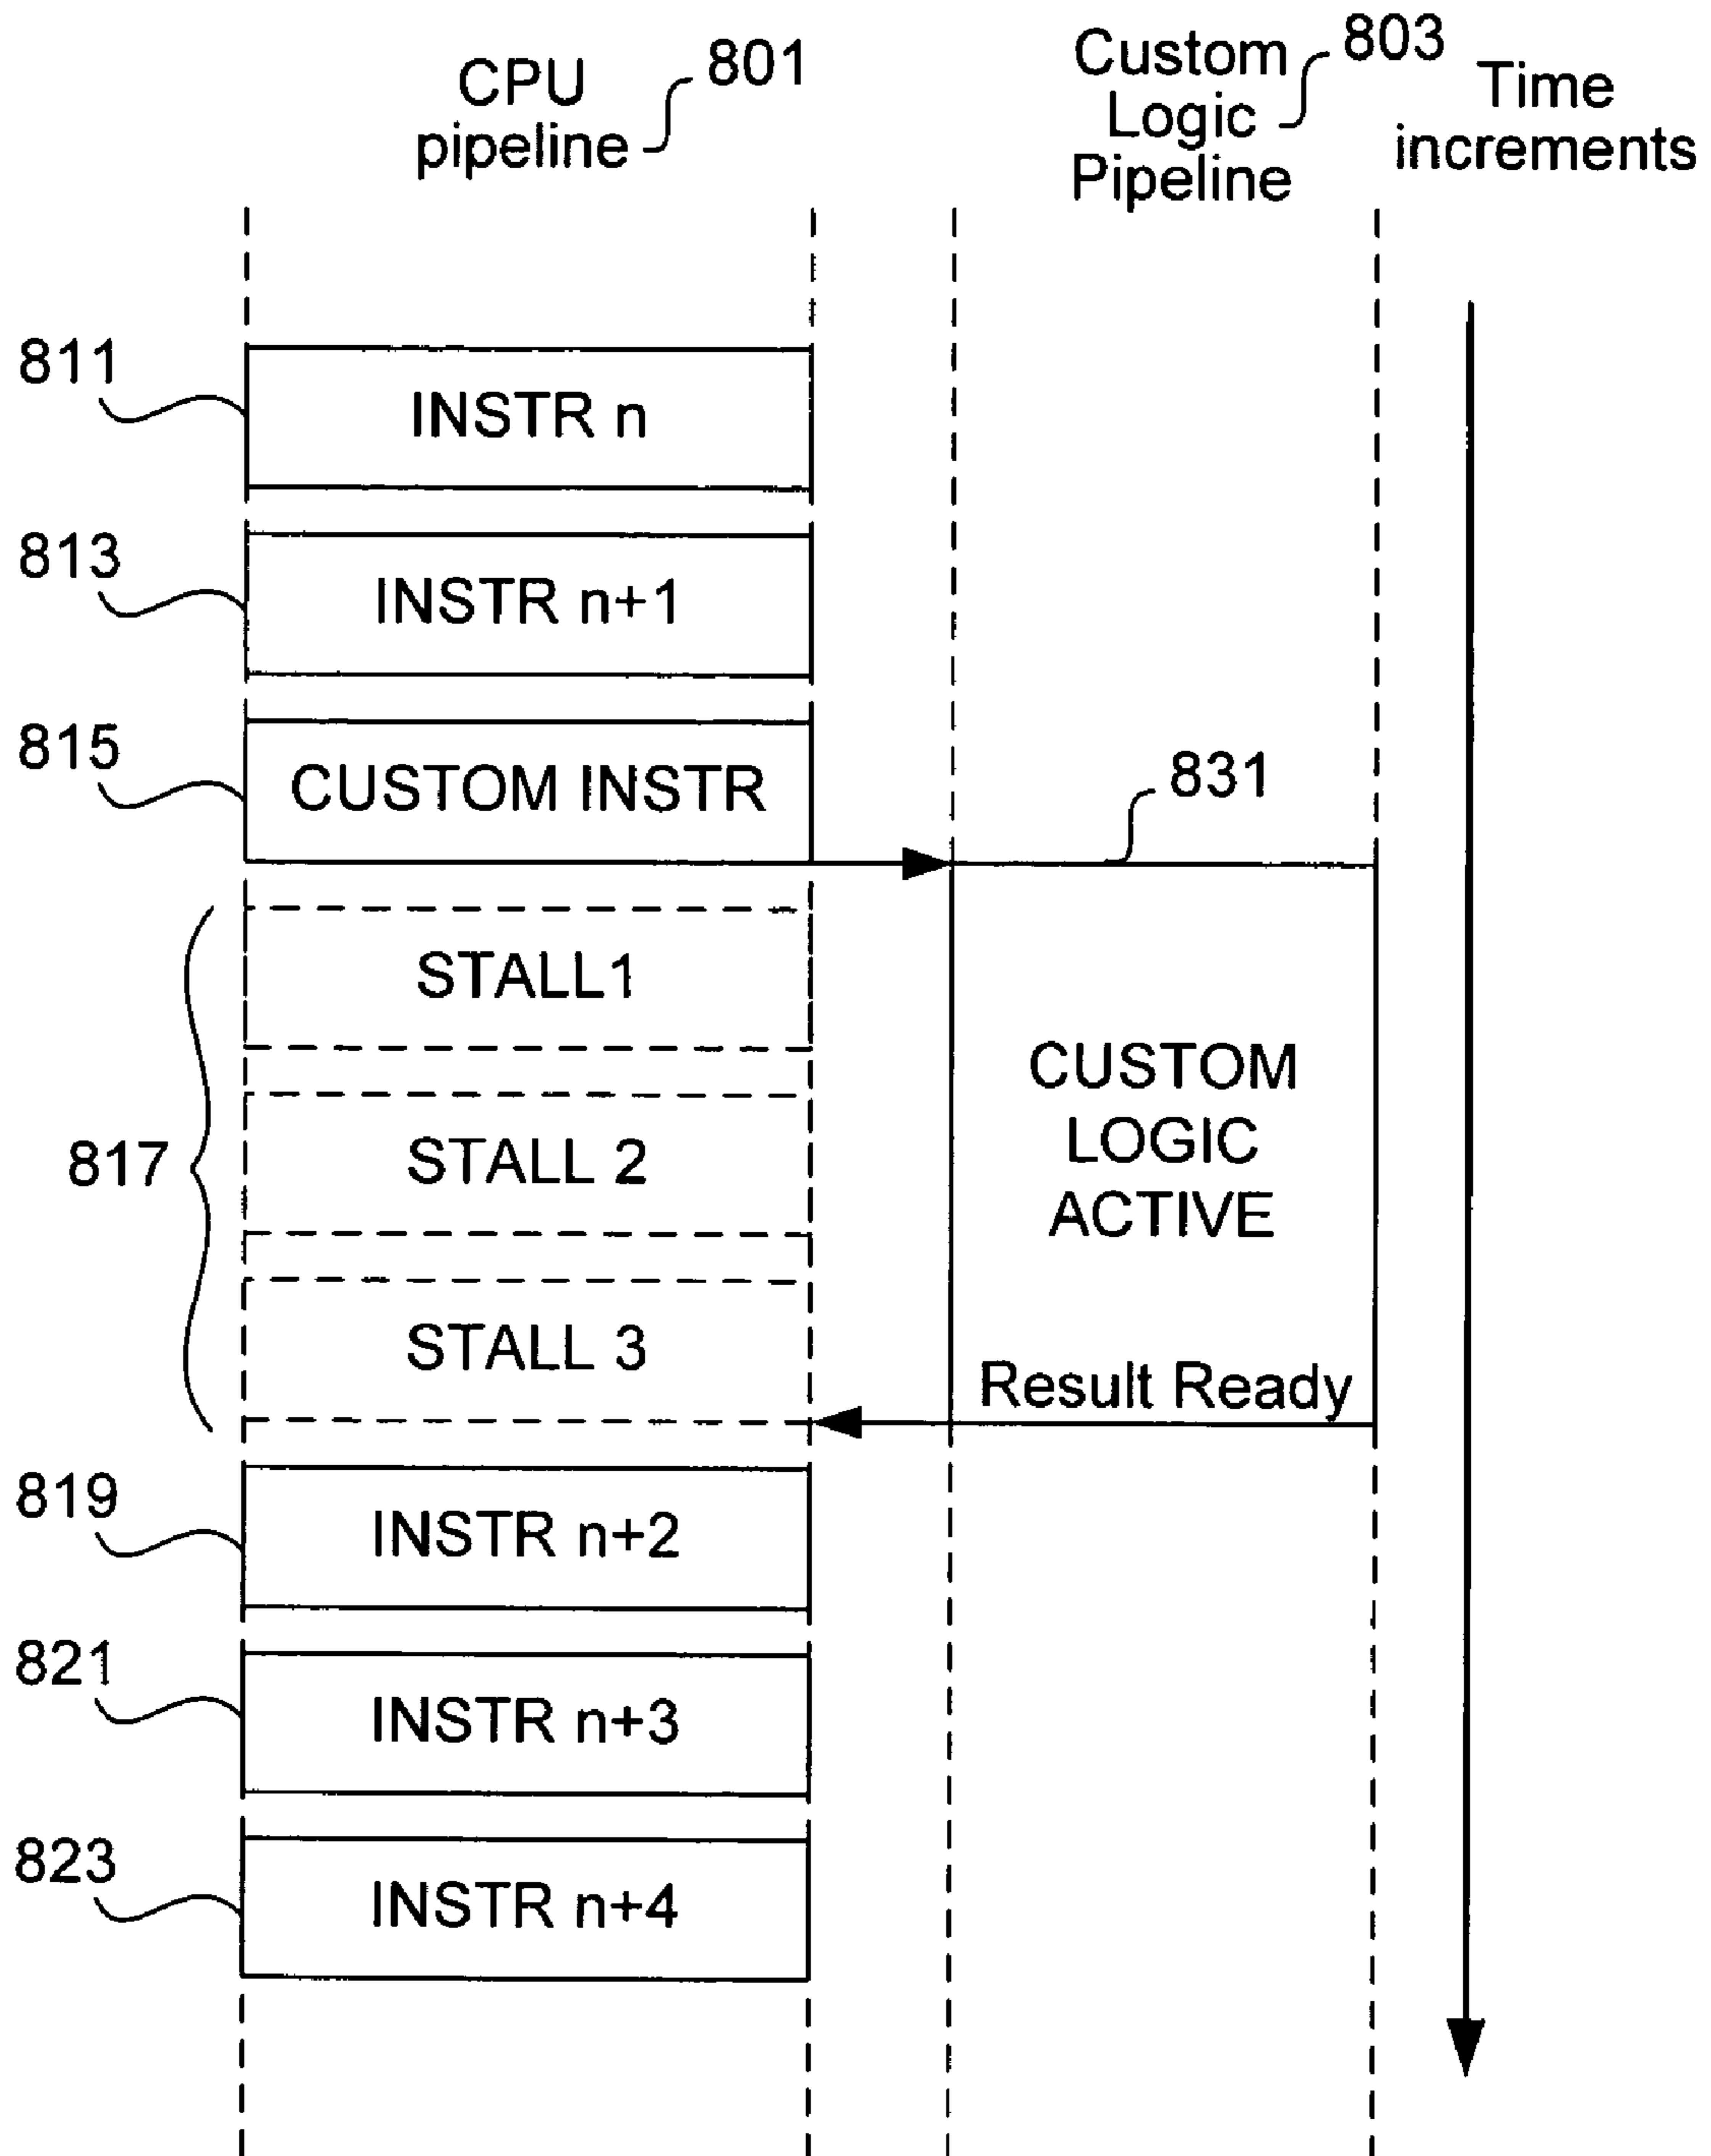 CPU
pipeline
801
Custom
Logic
Pipeline
803
Time
increments
811
INSTR n
813
INSTR n+1
815
CUSTOM INSTR
831
817
STALL1
STALL 2
STALL 3
CUSTOM
LOGIC
ACTIVE
Result Ready
819
INSTR n+2
821
INSTR n+3
823
INSTR n+4